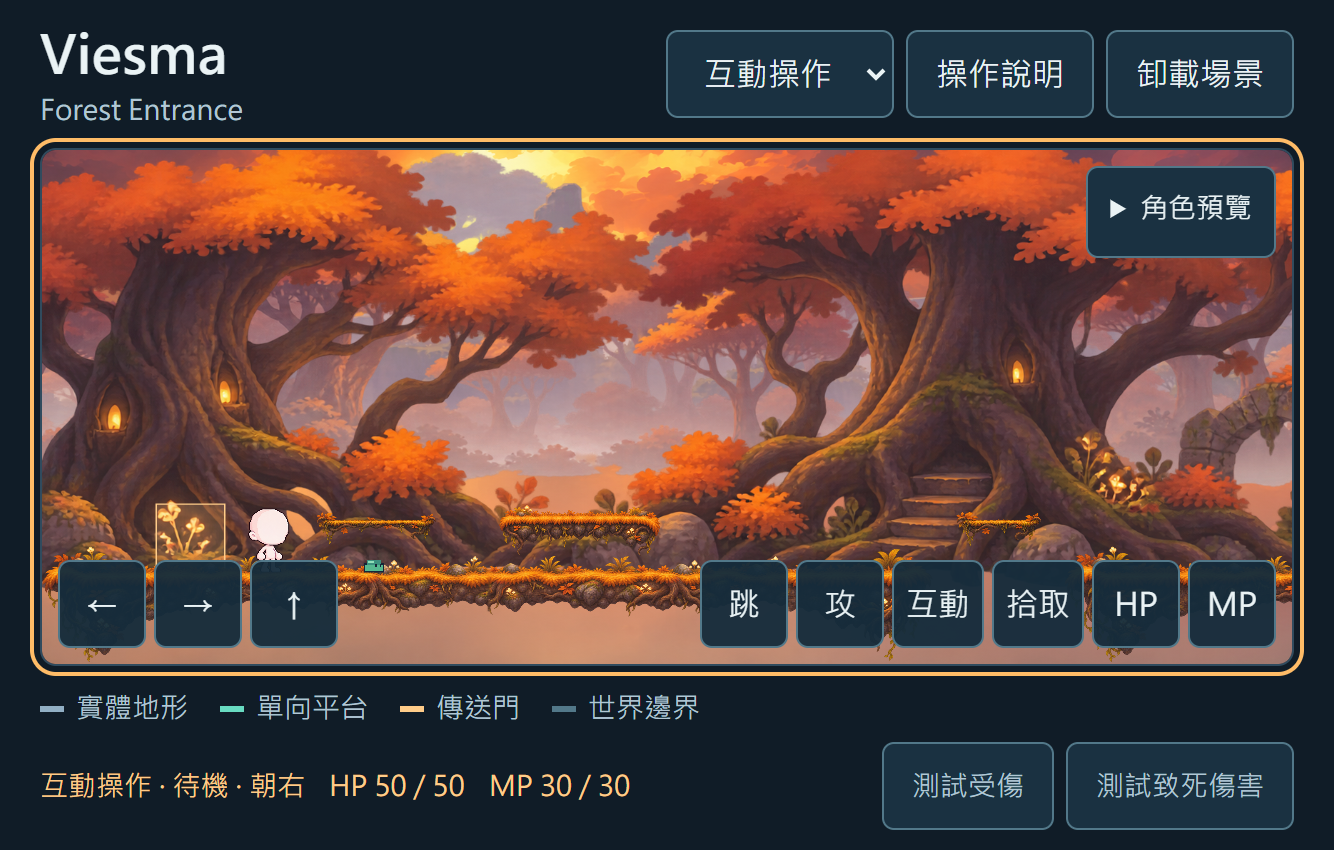 Viesma
Forest Entrance
互動操作
操作說明
卸載場景
▶ 角色預覽
← → ↑ 跳 攻 互動 拾取 HP MP
實體地形 單向平台 傳送門 世界邊界
互動操作 · 待機 · 朝右 HP 50 / 50 MP 30 / 30
測試受傷
測試致死傷害